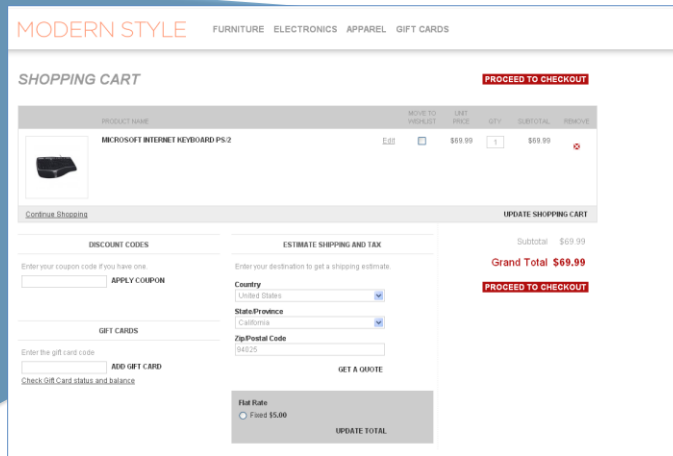 MODERN STYLE
FURNITURE ELECTRONICS APPAREL GIFT CARDS
SHOPPING CART
PROCEED TO CHECKOUT
PRODUCT NAME MOVE TO WISHLIST UNIT PRICE QTY SUBTOTAL REMOVE
MICROSOFT INTERNET KEYBOARD PS/2 Edit $69.99 1 $69.99
Continue Shopping UPDATE SHOPPING CART
DISCOUNT CODES
Enter your coupon code if you have one.
APPLY COUPON
GIFT CARDS
Enter the gift card code
ADD GIFT CARD
Check Gift Card status and balance
ESTIMATE SHIPPING AND TAX
Enter your destination to get a shipping estimate.
Country
United States
State/Province
California
Zip/Postal Code
94825
GET A QUOTE
Flat Rate
Fixed $5.00
UPDATE TOTAL
Subtotal $69.99
Grand Total $69.99
PROCEED TO CHECKOUT